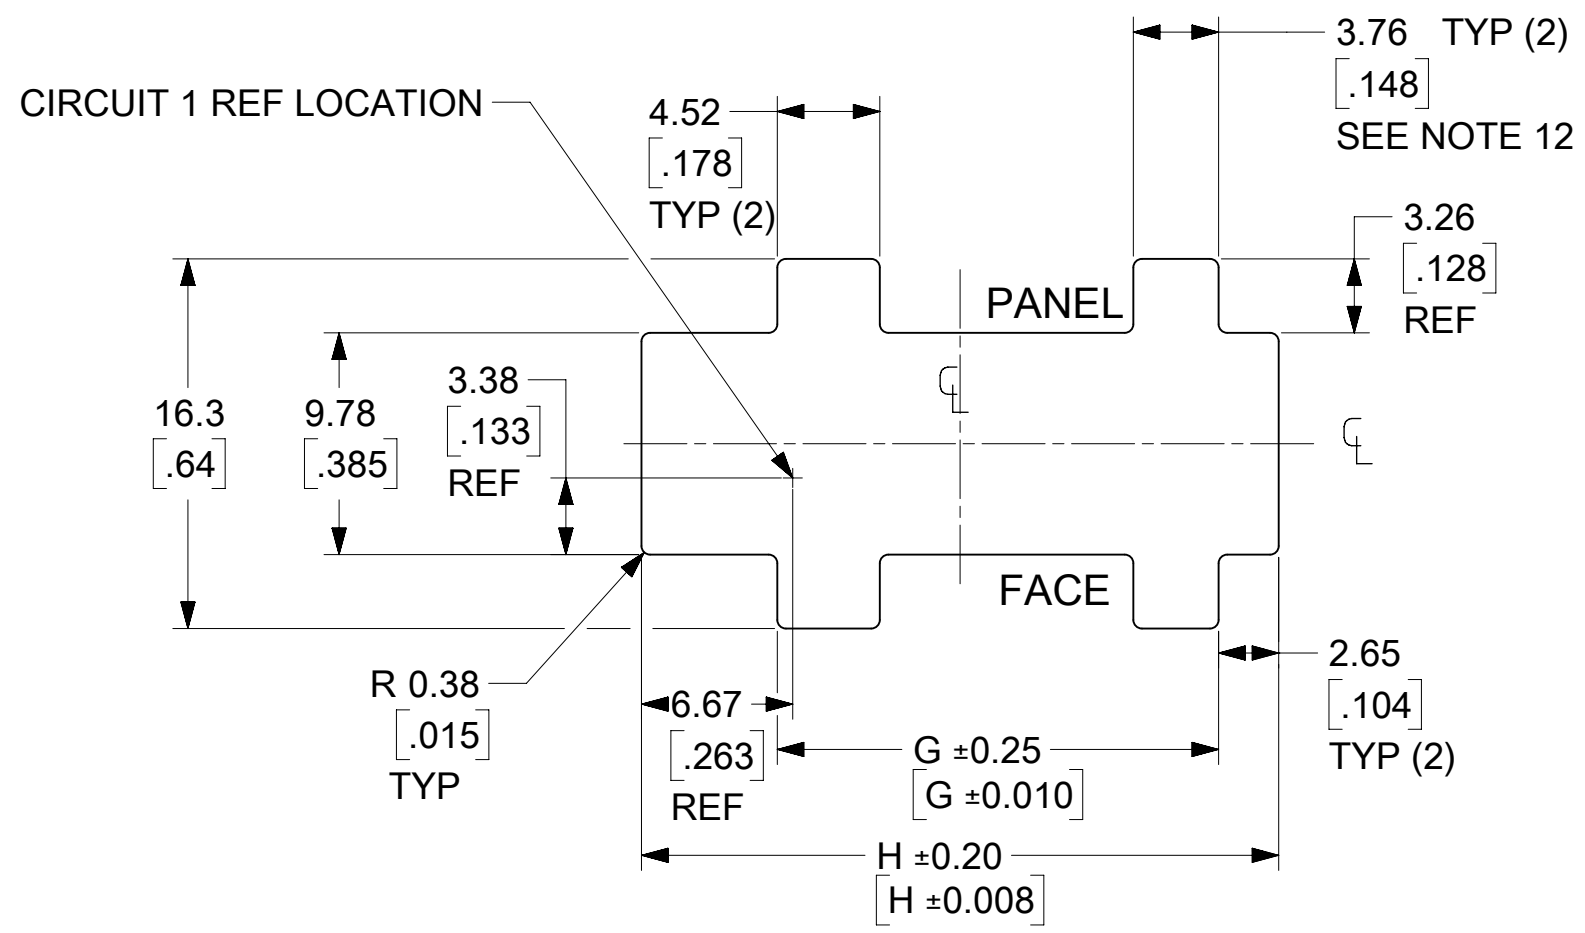 3.76 TYP (2)
[.148]
SEE NOTE 12
CIRCUIT 1 REF LOCATION
4.52
[.178]
TYP (2)
3.26
[.128]
REF
PANEL
16.3
[.64]
9.78
[.385]
3.38
[.133]
REF
FACE
R 0.38
[.015]
TYP
6.67
[.263]
REF
2.65
[.104]
TYP (2)
G ±0.25
[G ±0.010]
H ±0.20
[H ±0.008]